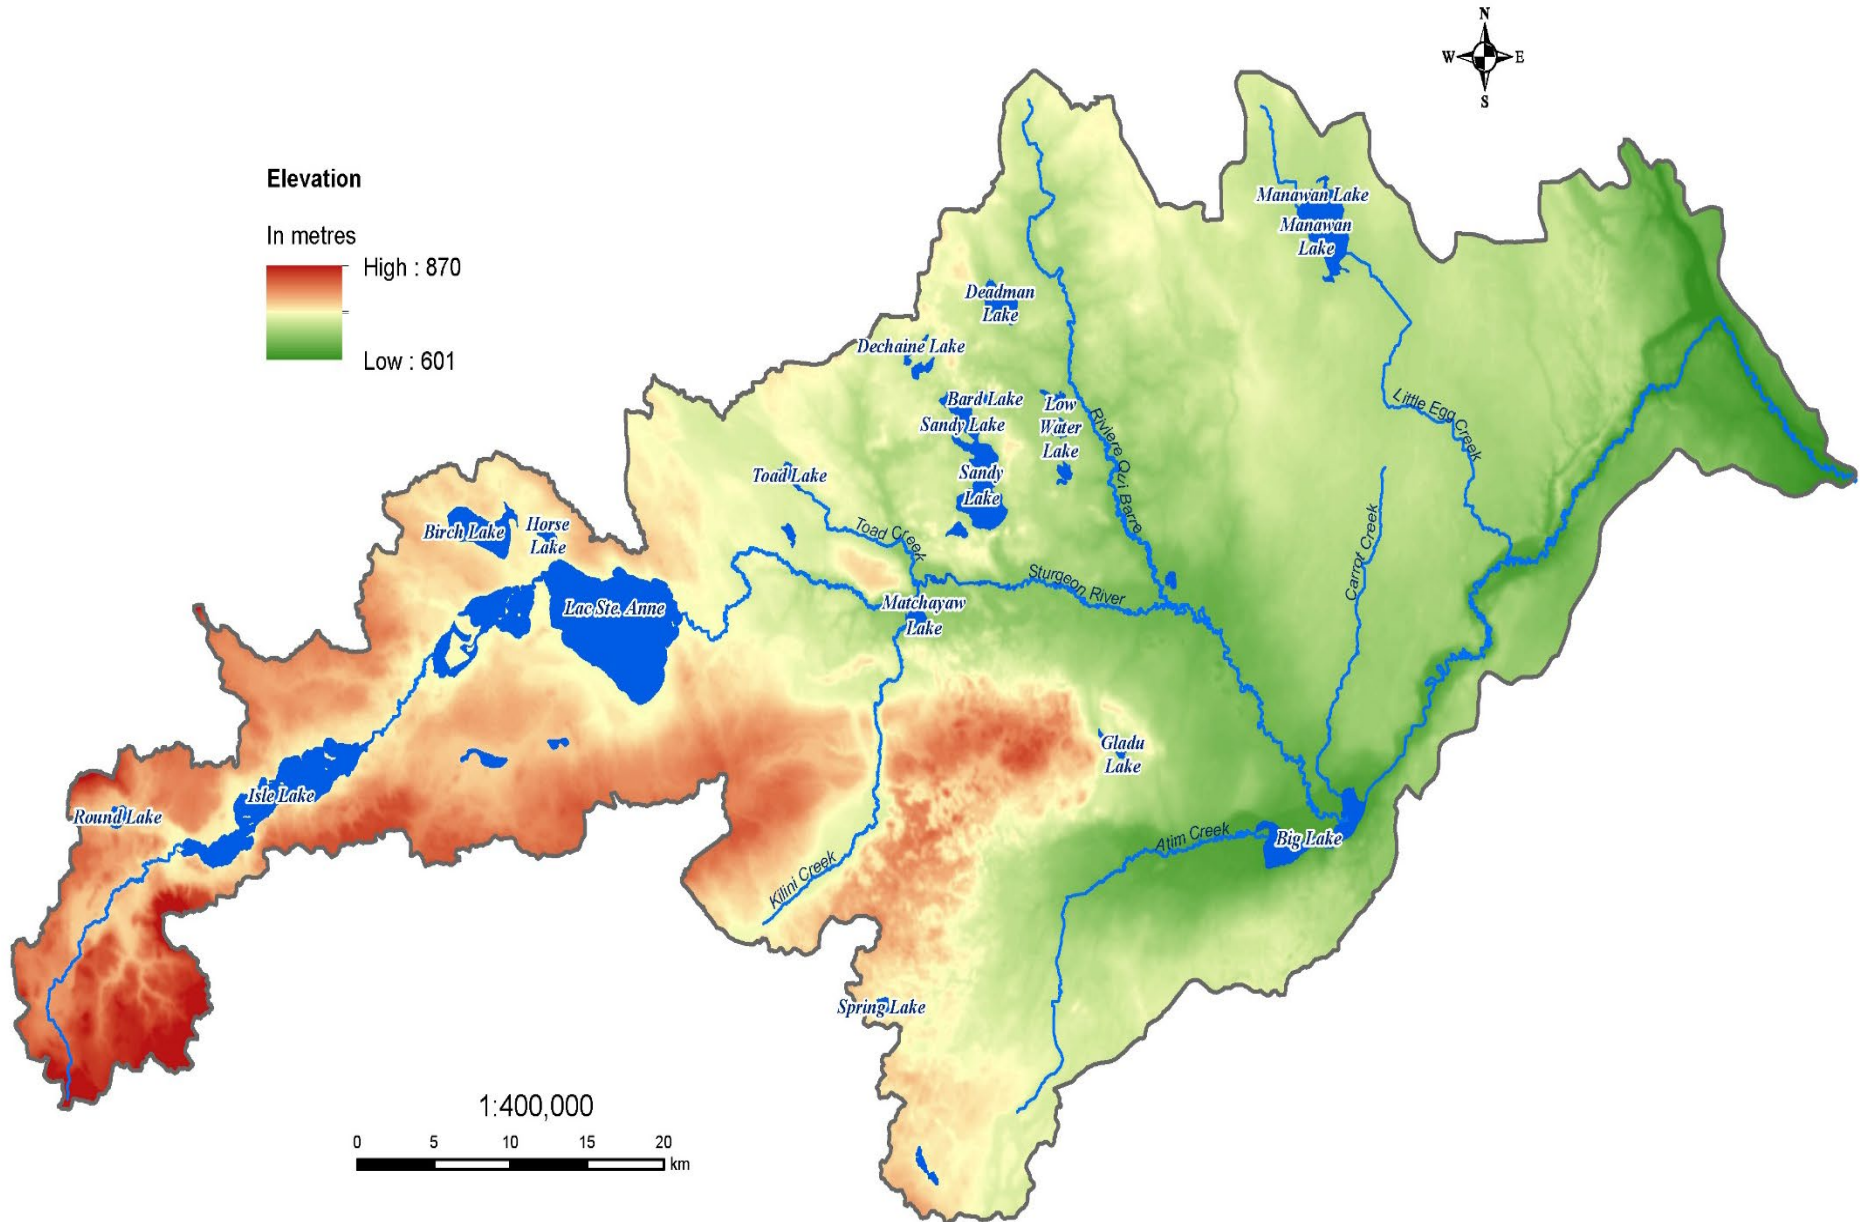 N
W E
S
Elevation
In metres
High : 870
Low : 601
Manawan Lake
Manawan
Lake
Deadman
Lake
Dechaine Lake
Bard Lake
Sandy Lake
Low
Water
Lake
Sandy
Lake
Riviere Qui Barre
Little Egg Creek
Toad Lake
Toad Creek
Carrot Creek
Birch Lake
Horse
Lake
Sturgeon River
Lac Ste. Anne
Matchayaw
Lake
Gladu
Lake
Isle Lake
Round Lake
Atim Creek
Big Lake
Kilini Creek
Spring Lake
1:400,000
0 5 10 15 20
km